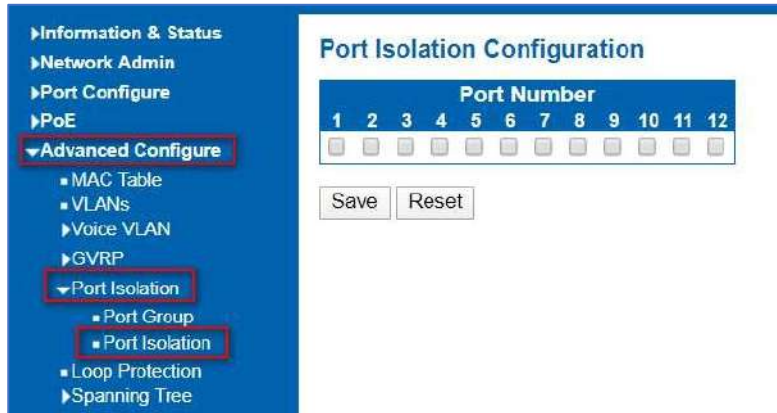 Information & Status
Network Admin
Port Configure
PoE
Advanced Configure
MAC Table
VLANs
Voice VLAN
GVRP
Port Isolation
Port Group
Port Isolation
Loop Protection
Spanning Tree
Port Isolation Configuration
Port Number
1 2 3 4 5 6 7 8 9 10 11 12
Save Reset